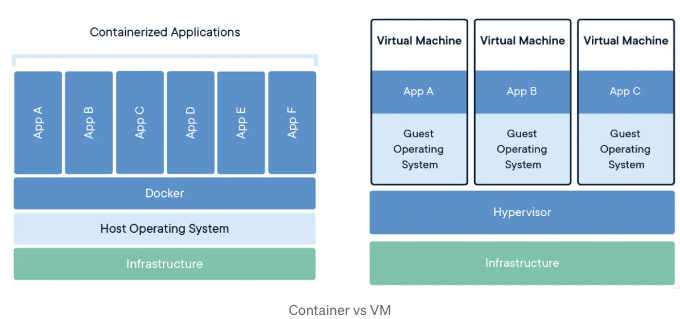 Containerized Applications
App A
App B
App C
App D
App E
App F
Docker
Host Operating System
Infrastructure
Virtual Machine
App A
Guest
Operating
System
Virtual Machine
App B
Guest
Operating
System
Virtual Machine
App C
Guest
Operating
System
Hypervisor
Infrastructure
Container vs VM